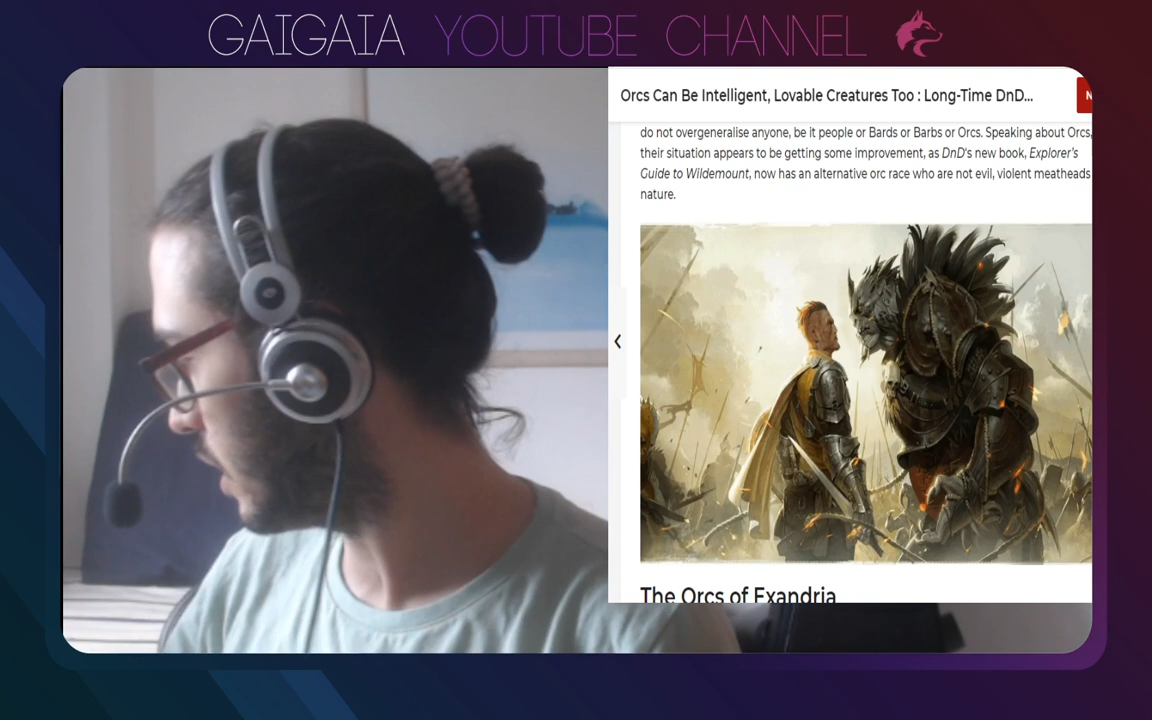 GAIGAIA YOUTUBE CHANNEL
Orcs Can Be Intelligent, Lovable Creatures Too : Long-Time DnD...
N
do not overgeneralise anyone, be it people or Bards or Barbs or Orcs. Speaking about Orcs,
their situation appears to be getting some improvement, as DnD's new book, Explorer's
Guide to Wildemount, now has an alternative orc race who are not evil, violent meatheads
nature.
The Orcs of Exandria